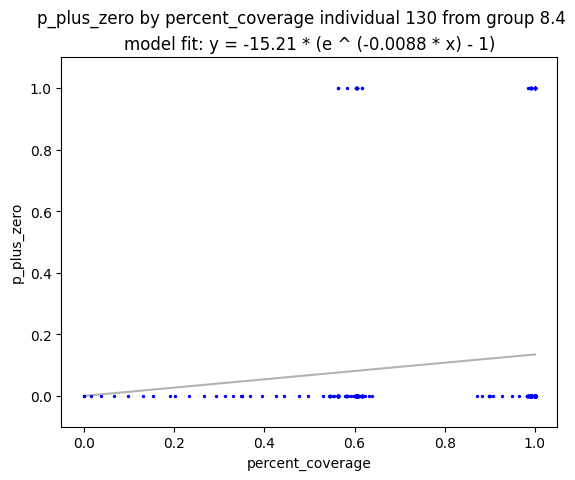 p_plus_zero by percent_coverage individual 130 from group 8.4
model fit: y = -15.21 * (e ^ (-0.0088 * x) - 1)
1.0
0.8
0.6
0.4
0.2
0.0
p_plus_zero
0.0 0.2 0.4 0.6 0.8 1.0
percent_coverage